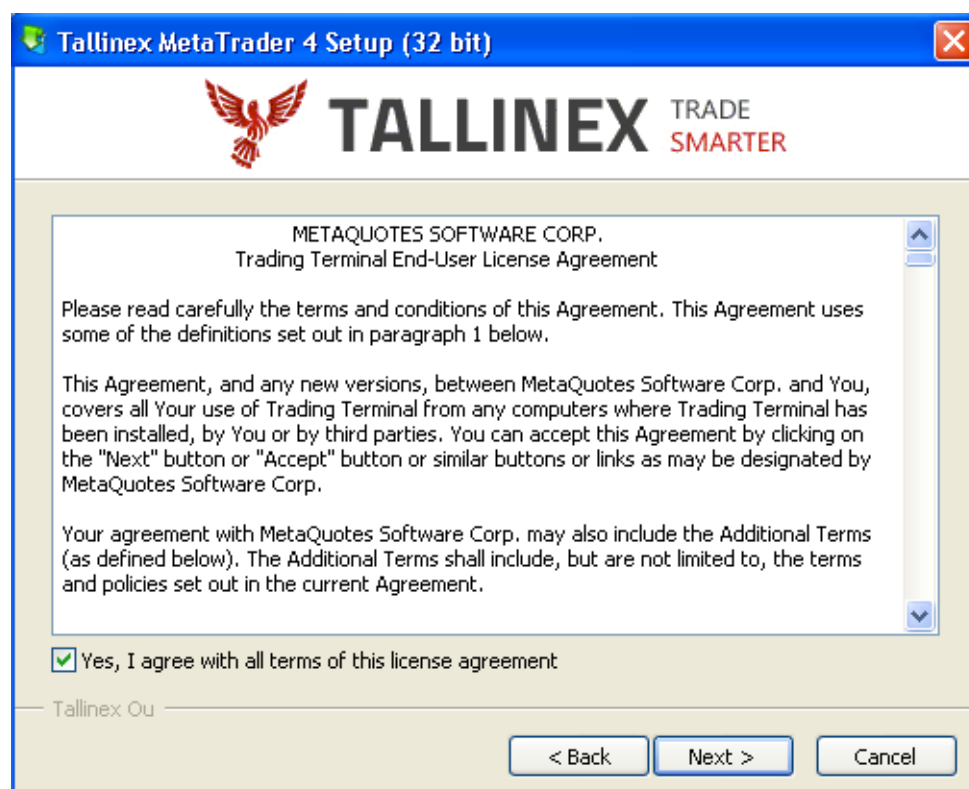 Tallinex MetaTrader 4 Setup (32 bit)
TALLINEX
TRADE
SMARTER
METAQUOTES SOFTWARE CORP.
Trading Terminal End-User License Agreement
Please read carefully the terms and conditions of this Agreement. This Agreement uses
some of the definitions set out in paragraph 1 below.
This Agreement, and any new versions, between MetaQuotes Software Corp. and You,
covers all Your use of Trading Terminal from any computers where Trading Terminal has
been installed, by You or by third parties. You can accept this Agreement by clicking on
the "Next" button or "Accept" button or similar buttons or links as may be designated by
MetaQuotes Software Corp.
Your agreement with MetaQuotes Software Corp. may also include the Additional Terms
(as defined below). The Additional Terms shall include, but are not limited to, the terms
and policies set out in the current Agreement.
Yes, I agree with all terms of this license agreement
Tallinex Ou
< Back
Next >
Cancel